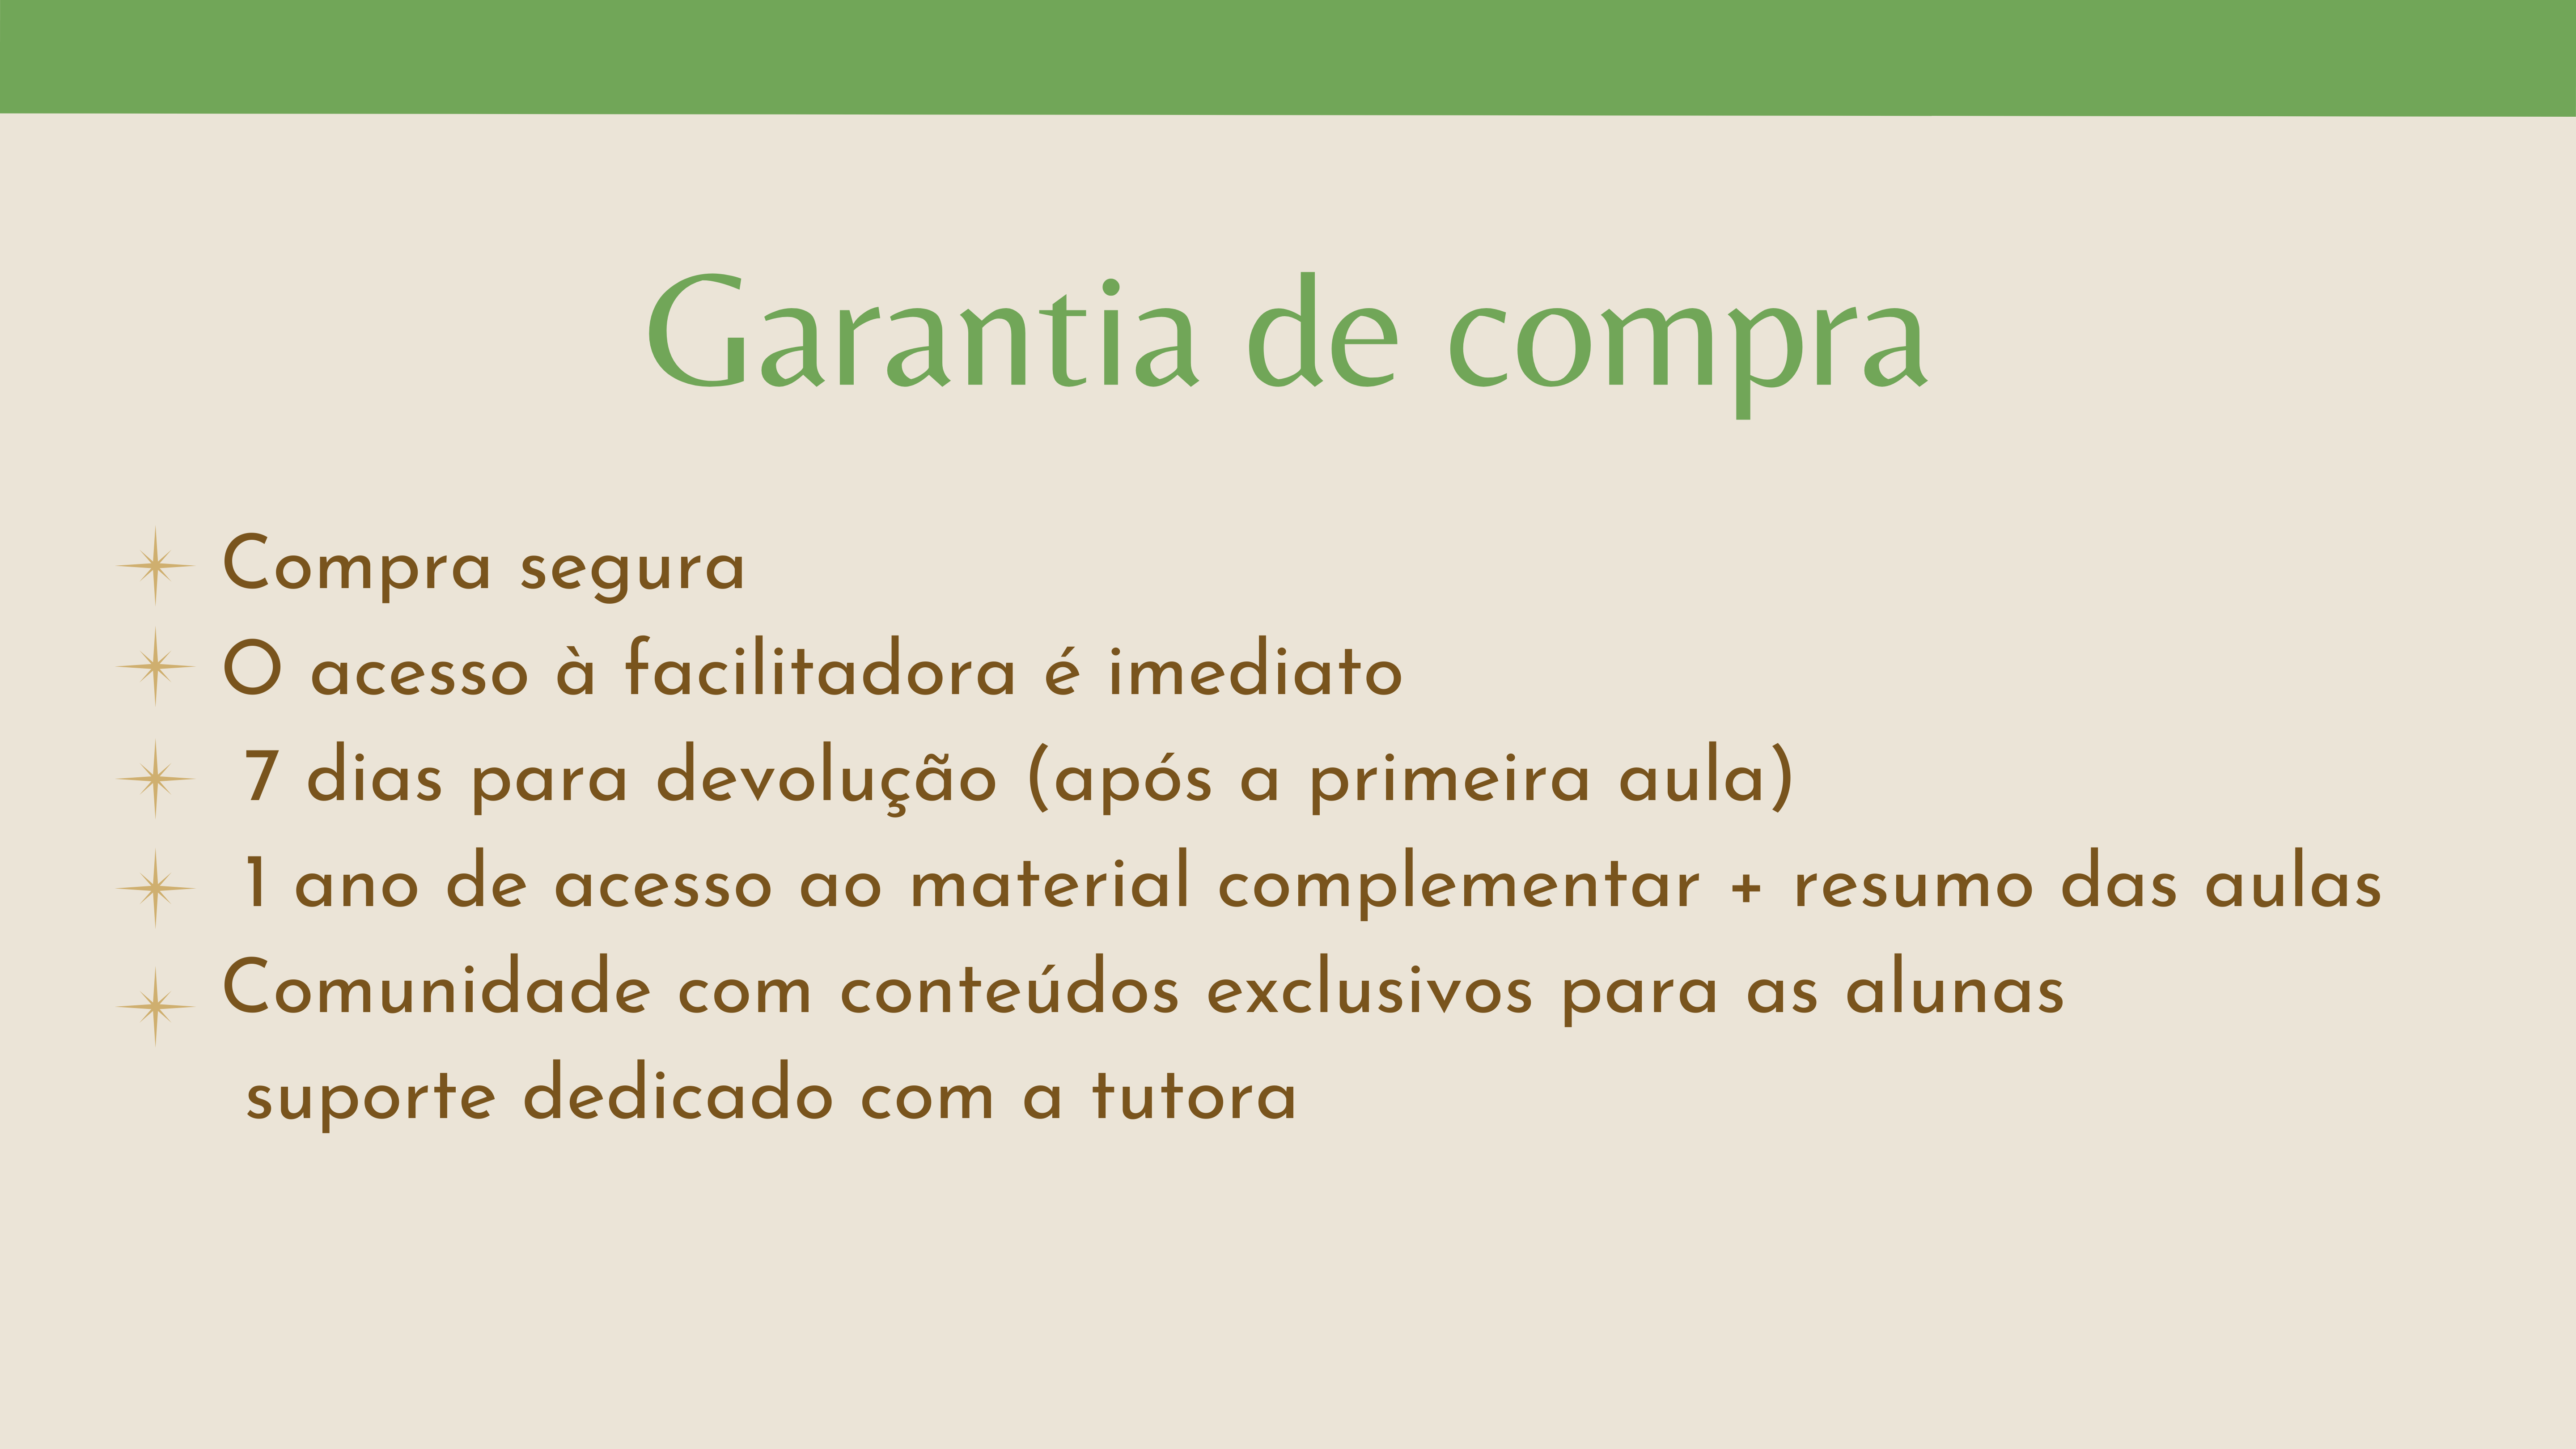 Garantia de compra
Compra segura
O acesso à facilitadora é imediato
7 dias para devolução (após a primeira aula)
1 ano de acesso ao material complementar + resumo das aulas
Comunidade com conteúdos exclusivos para as alunas
suporte dedicado com a tutora